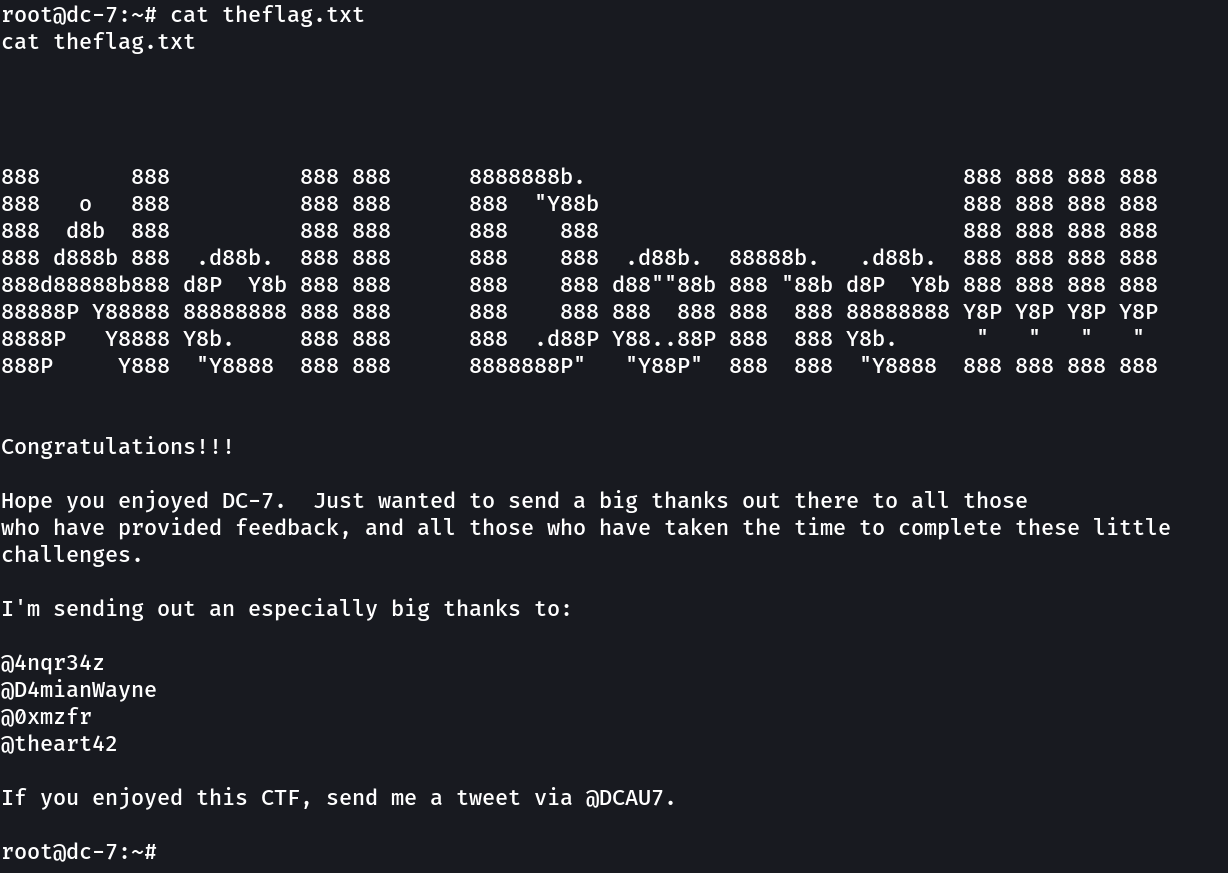 root@dc-7:~# cat theflag.txt
cat theflag.txt

888       888          888 888      8888888b.                             888 888 888 888
888   o   888          888 888      888  "Y88b                            888 888 888 888
888  d8b  888          888 888      888    888                            888 888 888 888
888 d888b 888  .d88b.  888 888      888    888  .d88b.  88888b.   .d88b.  888 888 888 888
888d88888b888 d8P  Y8b 888 888      888    888 d88""88b 888 "88b d8P  Y8b 888 888 888 888
88888P Y88888 88888888 888 888      888    888 888  888 888  888 88888888 Y8P Y8P Y8P Y8P
8888P   Y8888 Y8b.     888 888      888  .d88P Y88..88P 888  888 Y8b.      "   "   "   "
888P     Y888  "Y8888  888 888      8888888P"   "Y88P"  888  888  "Y8888  888 888 888 888

Congratulations!!!

Hope you enjoyed DC-7.  Just wanted to send a big thanks out there to all those
who have provided feedback, and all those who have taken the time to complete these little
challenges.

I'm sending out an especially big thanks to:

@4nqr34z
@D4mianWayne
@0xmzfr
@theart42

If you enjoyed this CTF, send me a tweet via @DCAU7.

root@dc-7:~#